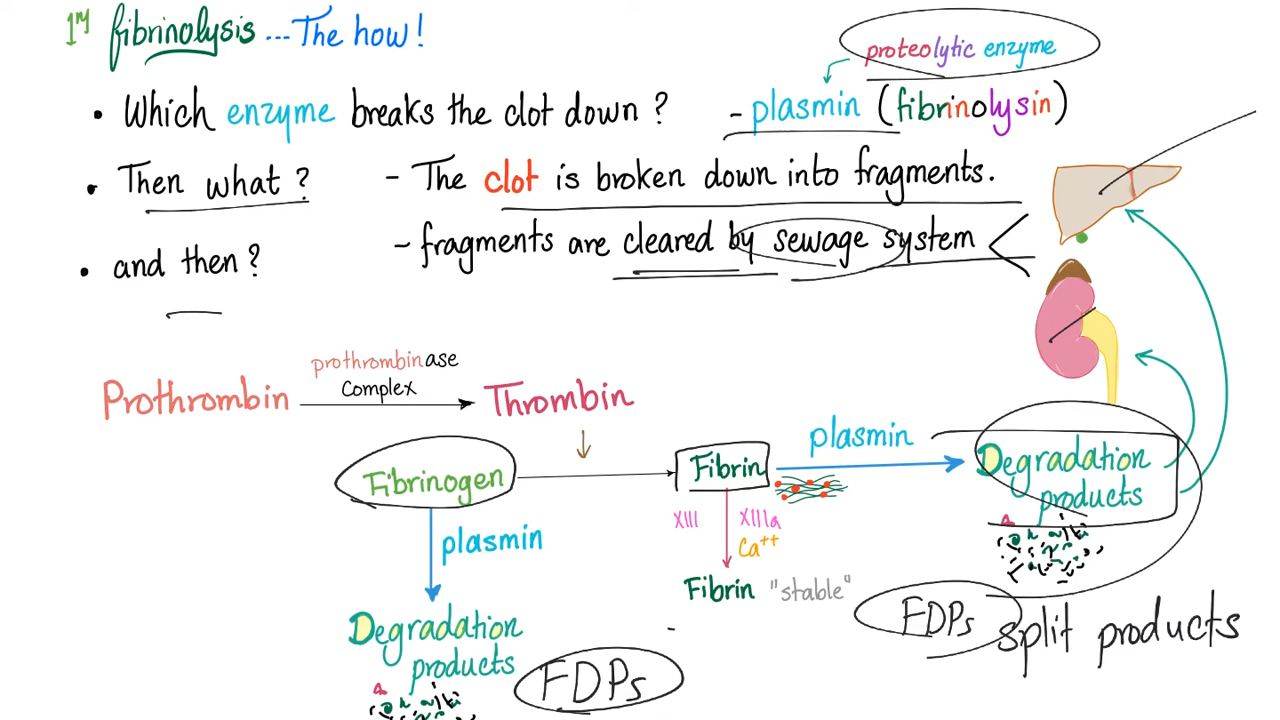 1ry fibrinolysis ... The how!
proteolytic enzyme
• Which enzyme breaks the clot down? - plasmin (fibrinolysin)
• Then what? - The clot is broken down into fragments.
• and then? - fragments are cleared by sewage system
prothrombinase
Complex
Prothrombin Thrombin
Fibrinogen Fibrin plasmin Degradation
products
XIII XIIIa
Ca++
Fibrin "stable"
plasmin
Degradation
products
FDPs
FDPs split products